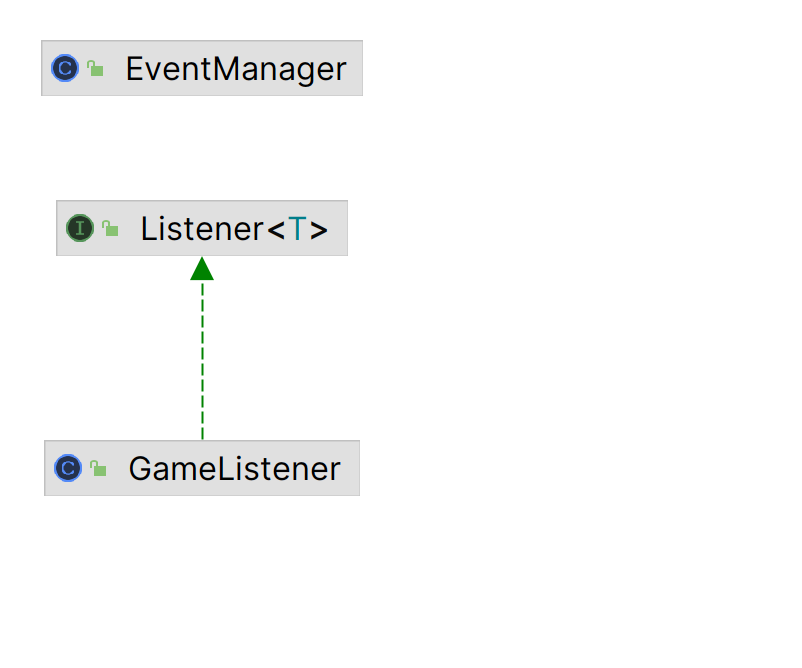 C EventManager
I Listener<T>
C GameListener